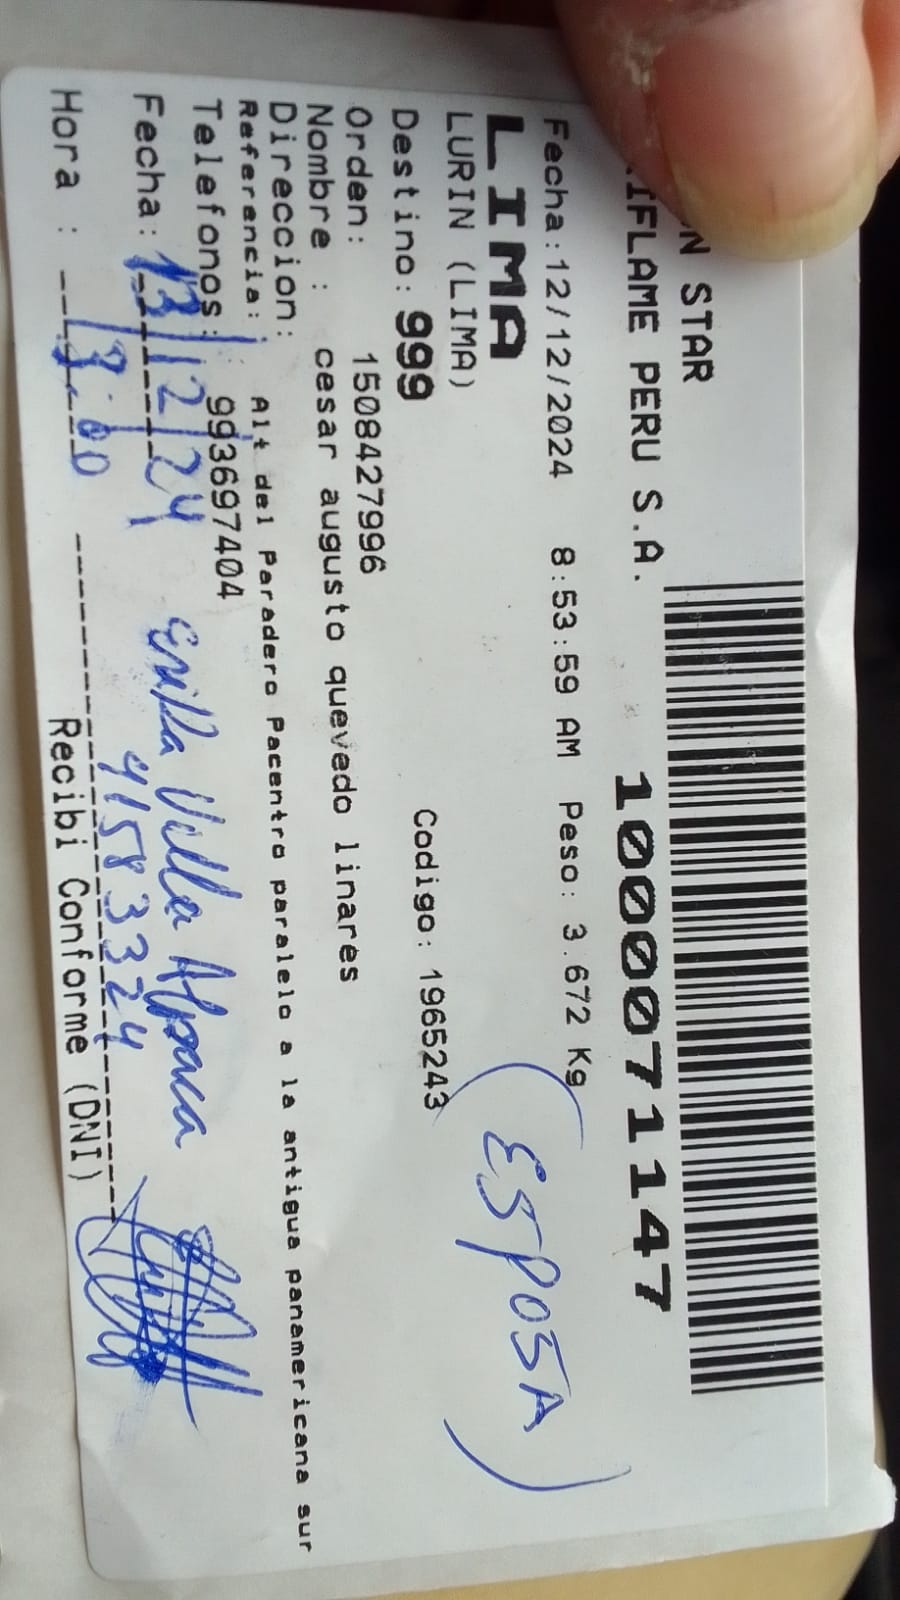 N STAR
IFLAME PERU S.A.
1000071147
Fecha:12/12/2024 8:53:59 AM Peso: 3.672 Kg
LIMA
LURIN (LIMA)
(ESPOSA)
Destino: 999 Codigo: 1965243
Orden: 1508427996
Nombre : cesar augusto quevedo linares
Direccion:
Referencia: Alt del Paradero Pacentro paralelo a la antigua panamericana sur
Telefonos: 993697404
Fecha: 13/12/24 Villa
41583324
Hora : 13:00 Recibi Conforme (DNI)